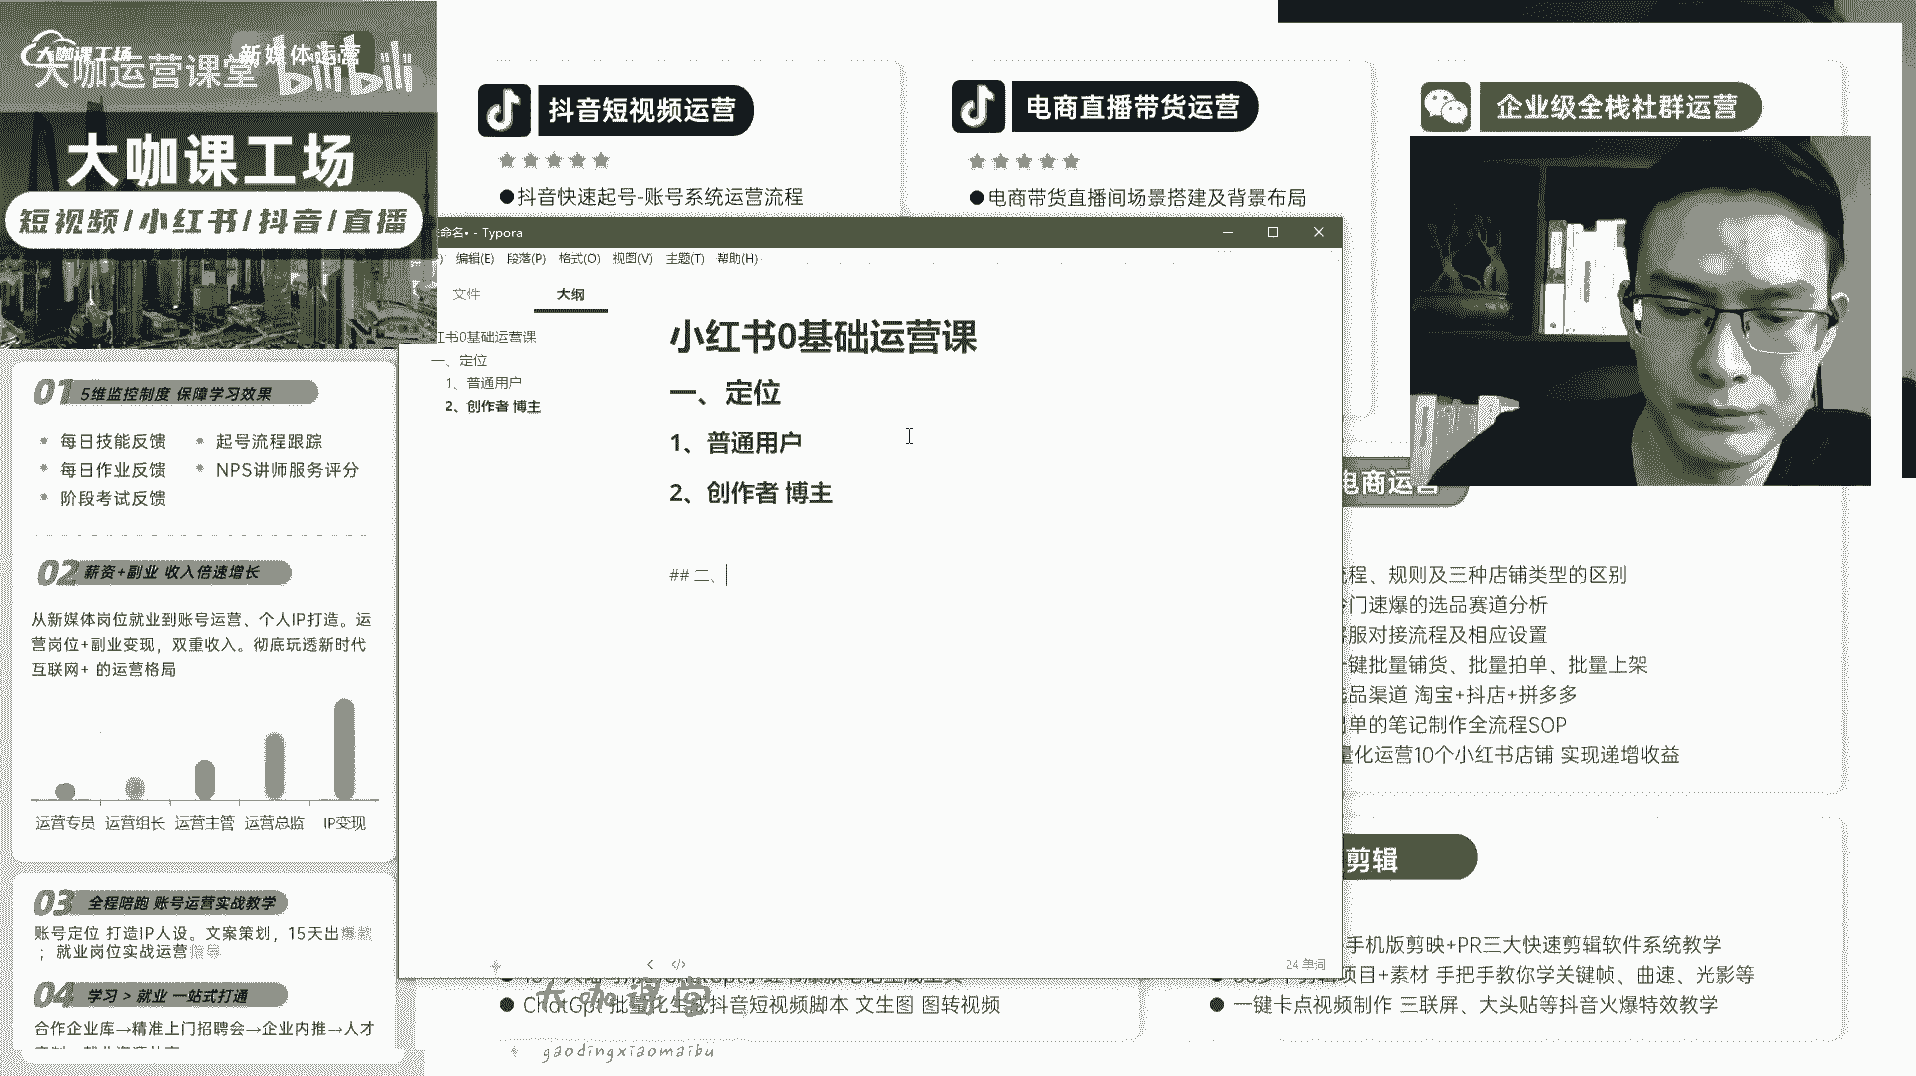 大咖课工场
新媒体运营
大咖运营课堂 bilibili
大咖课工场
短视频/小红书/抖音/直播
抖音短视频运营
抖音快速起号-账号系统运营流程
电商直播带货运营
电商带货直播间场景搭建及背景布局
企业级全栈社群运营
命名• - Typora
编辑(E) 段落(P) 格式(O) 视图(V) 主题(T) 帮助(H)
文件
大纲
红书0基础运营课
一、定位
1、普通用户
2、创作者 博主
小红书0基础运营课
一、定位
1、普通用户
2、创作者 博主
## 二、
24 单词
01 5维监控制度 保障学习效果
每日技能反馈
起号流程跟踪
每日作业反馈
NPS讲师服务评分
阶段考试反馈
02 薪资+副业 收入倍速增长
从新媒体岗位就业到账号运营、个人IP打造。运
营岗位+副业变现，双重收入。彻底玩透新时代
互联网+ 的运营格局
运营专员 运营组长 运营主管 运营总监 IP变现
03 全程陪跑 账号运营实战教学
账号定位 打造IP人设。文案策划，15天出爆款
；就业岗位实战运营指导
04 学习 > 就业 一站式打通
合作企业库→精准上门招聘会→企业内推→人才
电商运营
流程、规则及三种店铺类型的区别
冷门速爆的选品赛道分析
客服对接流程及相应设置
一键批量铺货、批量拍单、批量上架
选品渠道 淘宝+抖店+拼多多
出单的笔记制作全流程SOP
量化运营10个小红书店铺 实现递增收益
剪辑
手机版剪映+PR三大快速剪辑软件系统教学
项目+素材 手把手教你学关键帧、曲速、光影等
一键卡点视频制作 三联屏、大头贴等抖音火爆特效教学
ChatGpt 批量化生成抖音短视频脚本 文生图 图转视频
大咖课堂
gaodingxiaomaibu